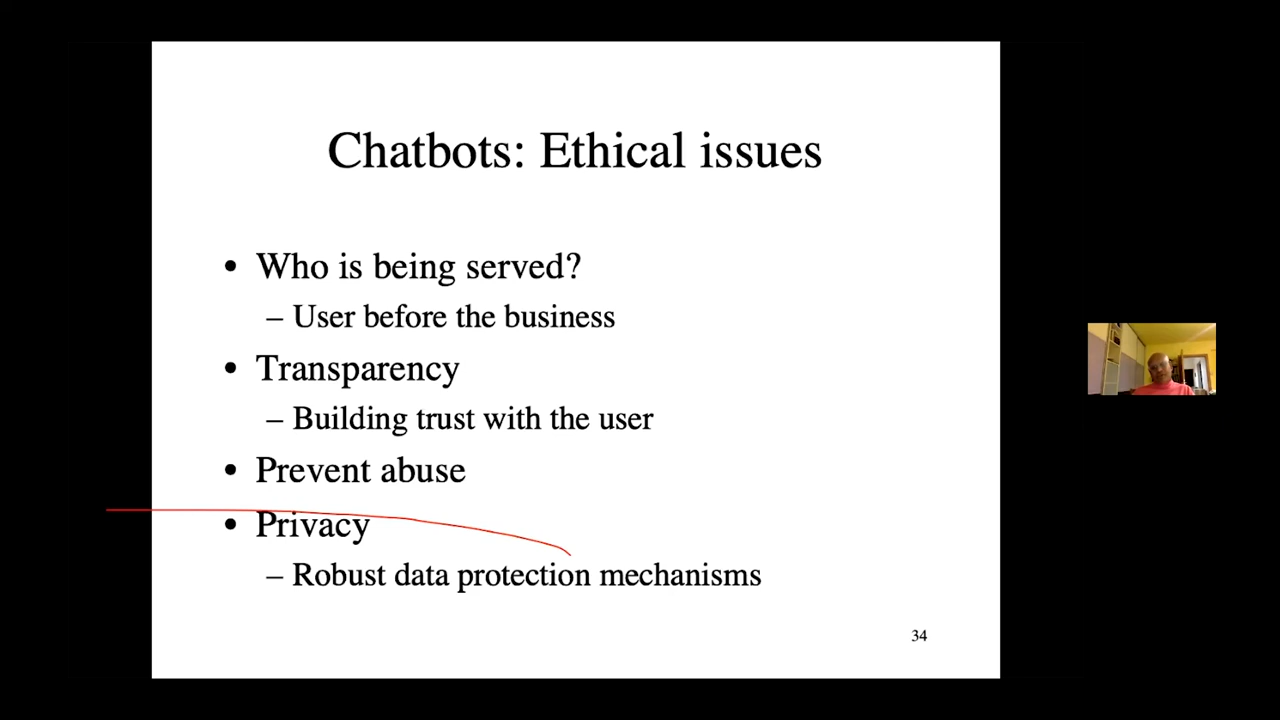 Chatbots: Ethical issues
• Who is being served?
– User before the business
• Transparency
– Building trust with the user
• Prevent abuse
• Privacy
– Robust data protection mechanisms
34